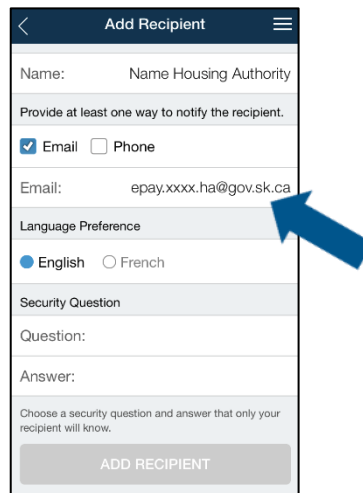 Add Recipient
Name: Name Housing Authority
Provide at least one way to notify the recipient.
Email Phone
Email: epay.xxxx.ha@gov.sk.ca
Language Preference
English French
Security Question
Question:
Answer:
Choose a security question and answer that only your
recipient will know.
ADD RECIPIENT